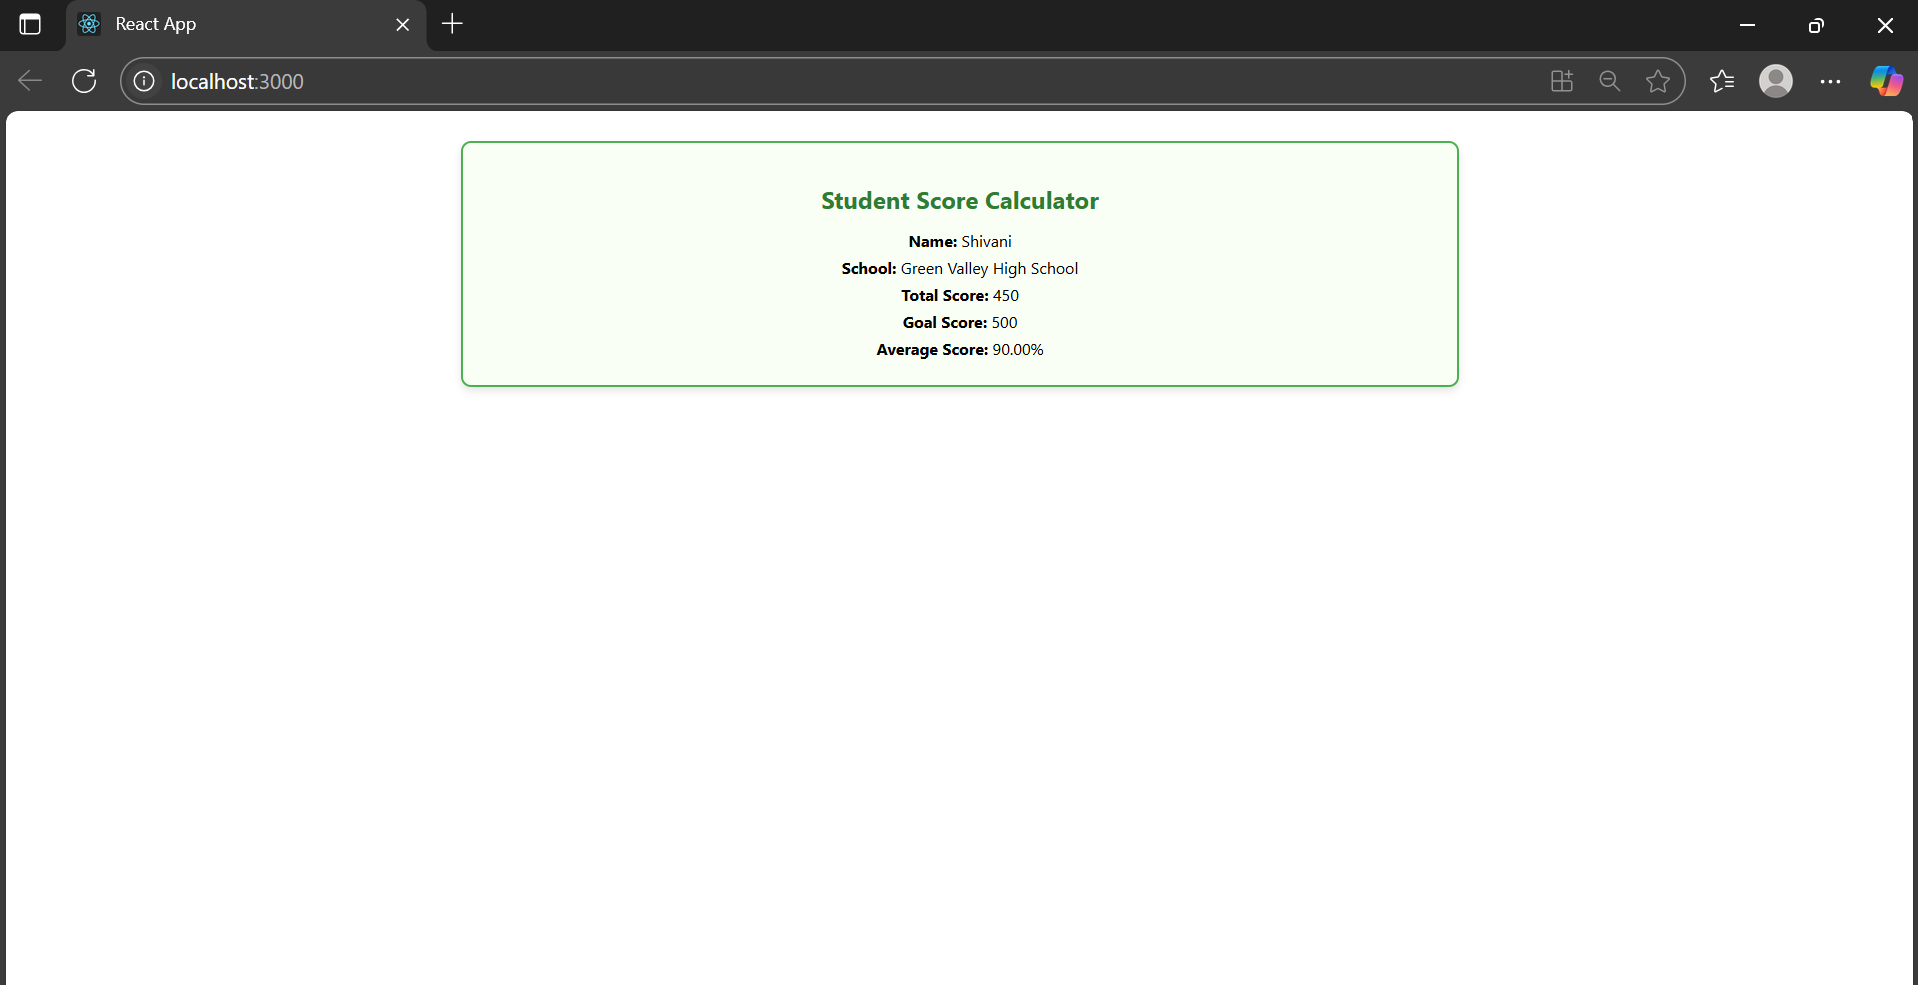 React App
localhost:3000
Student Score Calculator
Name: Shivani
School: Green Valley High School
Total Score: 450
Goal Score: 500
Average Score: 90.00%